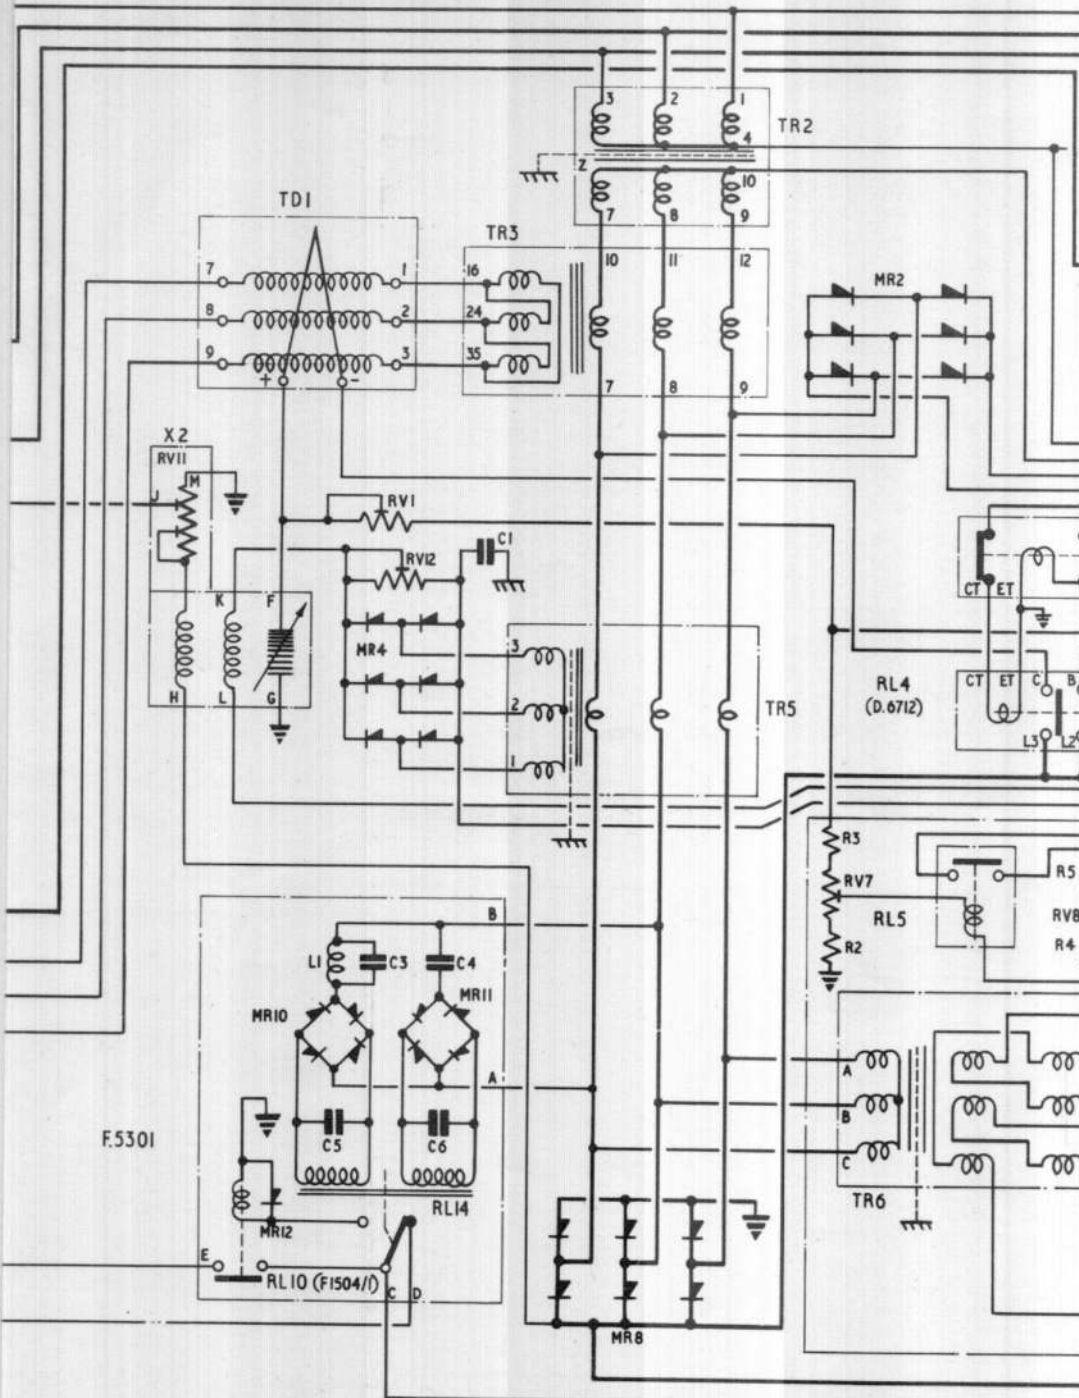 3 2 1
TR2
4
Z
10
7 8 9
TD1
TR3
7 1 16 10 11 12
MR2
8 2 24
9 3 35
+ -
7 8 9
X2
RV11
M
J
RV1
C1
RV12
CT ET
K F
MR4
3
RL4
(D.6712)
CT ET C B
H L G
2
TR5
L3 L2
1
R3
RV7
RL5
R5
RV8
R2
R4
B
L1 C3 C4
MR10 MR11
A
A
B
C
F.5301
C5 C6
TR6
RL14
MR12
E
RL10 (F1504/1)
C D
MR8